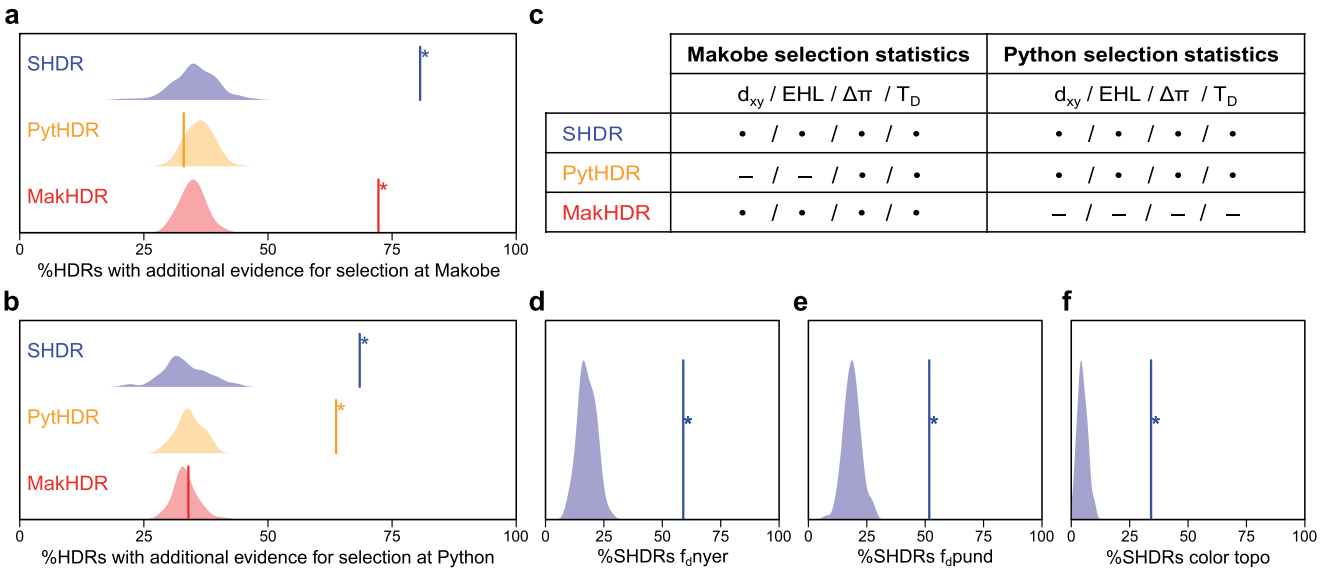 a
SHDR
*
PytHDR
MakHDR
*
0 25 50 75 100
%HDRs with additional evidence for selection at Makobe
b
SHDR
*
PytHDR
*
MakHDR
0 25 50 75 100
%HDRs with additional evidence for selection at Python
c
Makobe selection statistics Python selection statistics
dxy / EHL / Δπ / TD dxy / EHL / Δπ / TD
SHDR • / • / • / • • / • / • / •
PytHDR – / – / • / • • / • / • / •
MakHDR • / • / • / • – / – / – / –
d
*
0 25 50 75 100
%SHDRs fdnyer
e
*
0 25 50 75 100
%SHDRs fdpund
f
*
0 25 50 75 100
%SHDRs color topo